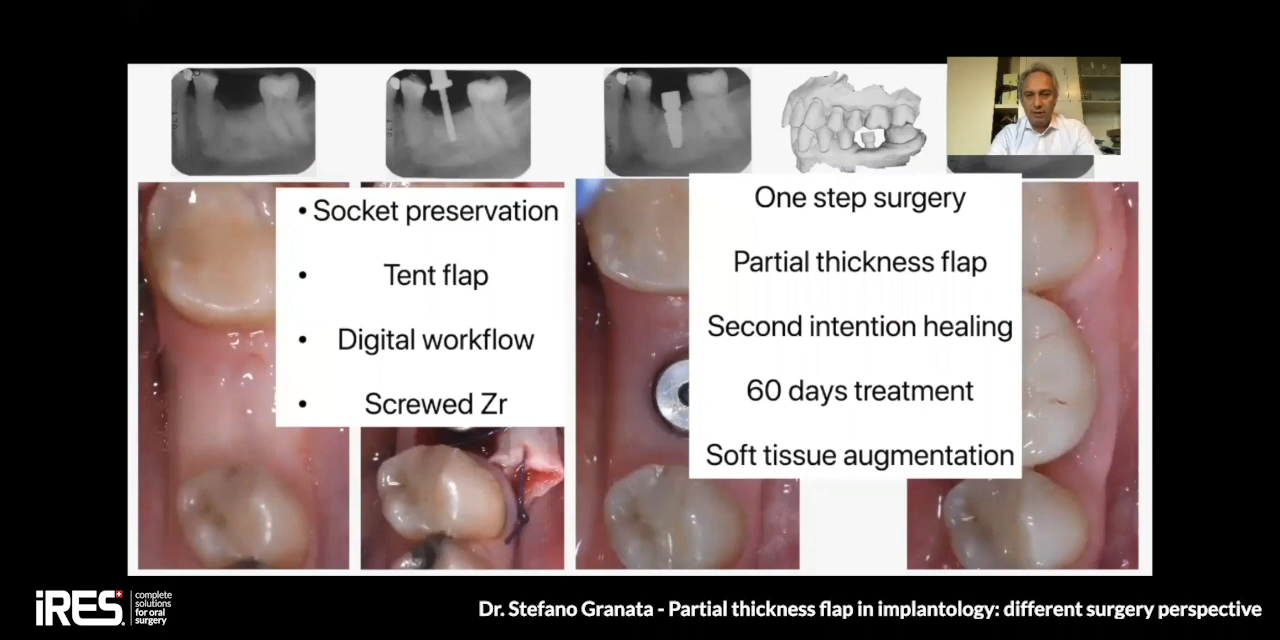 • Socket preservation
• Tent flap
• Digital workflow
• Screwed Zr
One step surgery
Partial thickness flap
Second intention healing
60 days treatment
Soft tissue augmentation
iRES
complete
solutions
for oral
surgery
Dr. Stefano Granata - Partial thickness flap in implantology: different surgery perspective